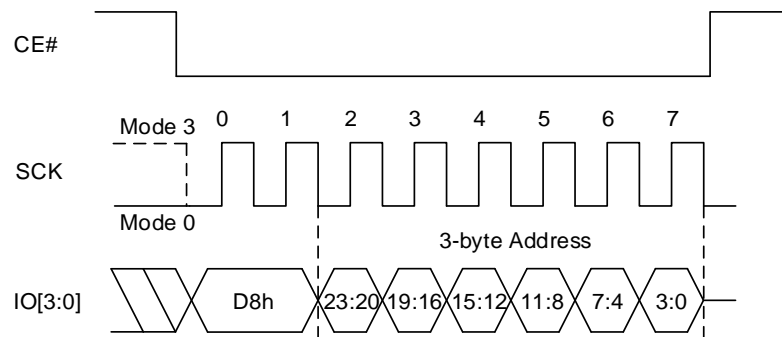 CE#
Mode 3 0 1 2 3 4 5 6 7
SCK
Mode 0
3-byte Address
IO[3:0] D8h 23:20 19:16 15:12 11:8 7:4 3:0